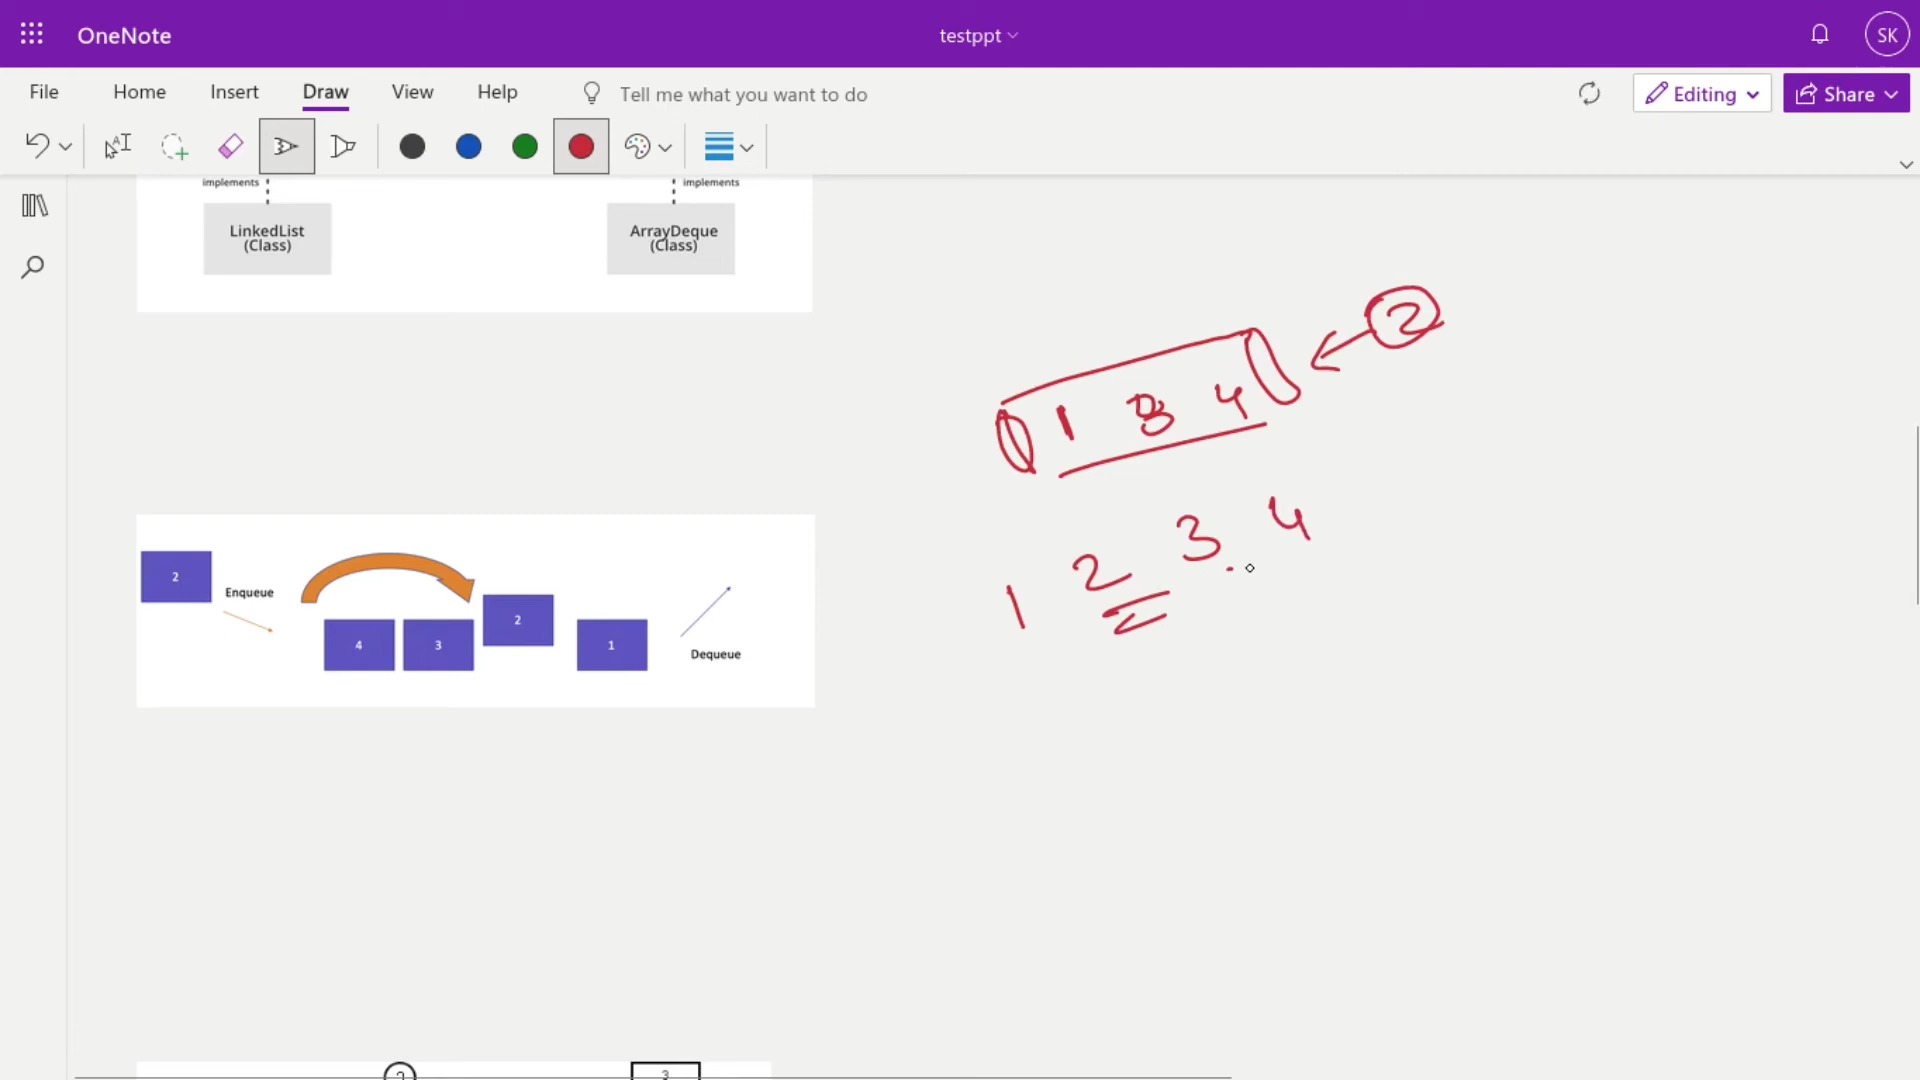 OneNote
testppt
SK
File Home Insert Draw View Help Tell me what you want to do
Editing
Share
implements implements
LinkedList
(Class)
ArrayDeque
(Class)
2
1 3 4
1 2 3 4
2
Enqueue
4 3 2 1
Dequeue
3